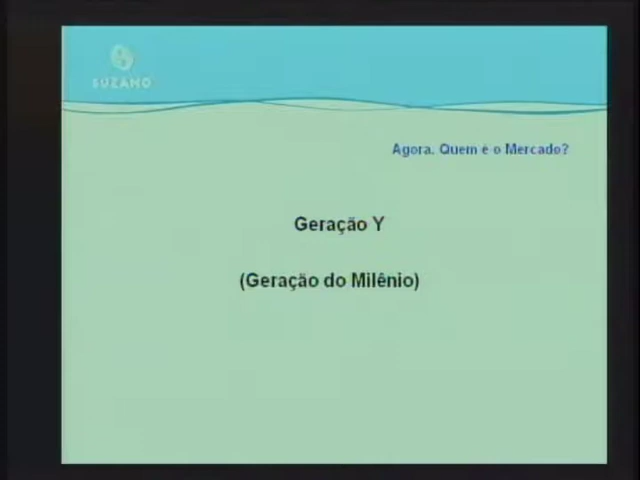 SUZANO
Agora. Quem é o Mercado?
Geração Y
(Geração do Milênio)